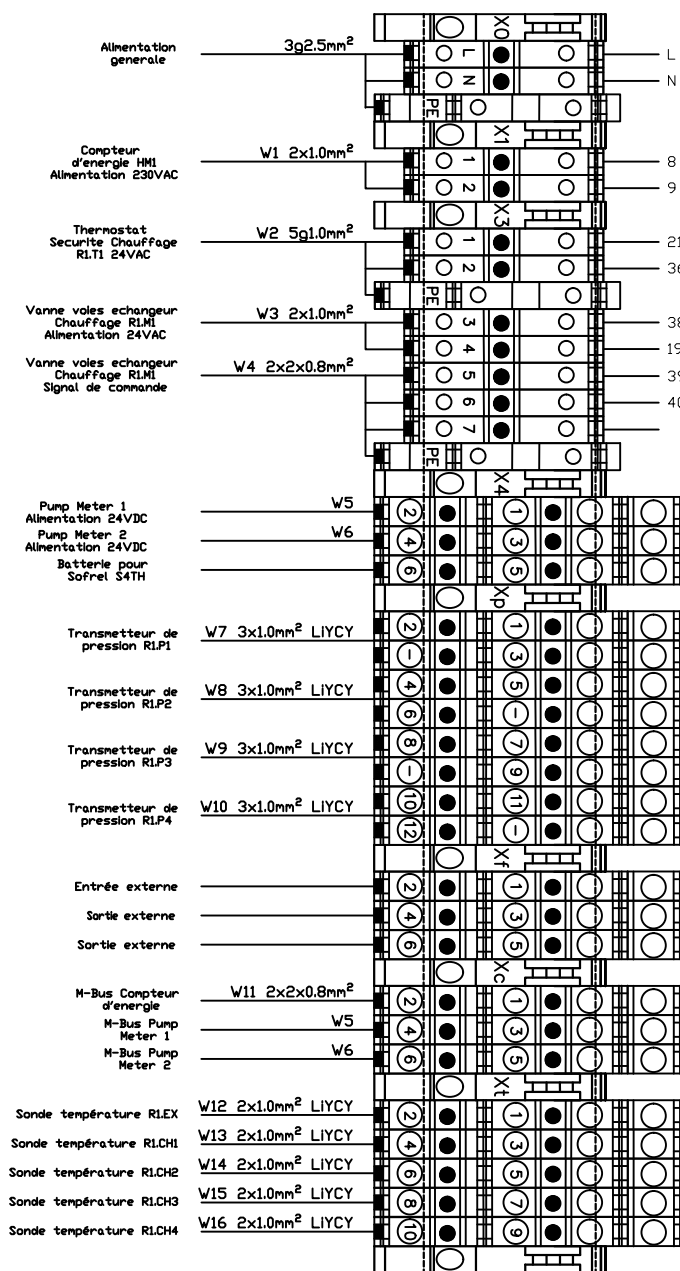 X0
Alimentation
generale
3g2.5mm²
L
L
N
N
PE
X1
Compteur
d'energie HM1
Alimentation 230VAC
W1 2x1.0mm²
1
8
2
9
X3
Thermostat
Securite Chauffage
R1.T1 24VAC
W2 5g1.0mm²
1
21
2
36
PE
Vanne voies echangeur
Chauffage R1.M1
Alimentation 24VAC
W3 2x1.0mm²
3
38
4
19
Vanne voies echangeur
Chauffage R1.M1
Signal de commande
W4 2x2x0.8mm²
5
39
6
40
7
PE
X4
Pump Meter 1
Alimentation 24VDC
W5
2
1
Pump Meter 2
Alimentation 24VDC
W6
4
3
Batterie pour
Sofrel S4TH
6
5
Xp
Transmetteur de
pression R1.P1
W7 3x1.0mm² LiYCY
2
1
-
3
Transmetteur de
pression R1.P2
W8 3x1.0mm² LiYCY
4
5
6
-
Transmetteur de
pression R1.P3
W9 3x1.0mm² LiYCY
8
7
-
9
Transmetteur de
pression R1.P4
W10 3x1.0mm² LiYCY
10
11
12
-
Xf
Entrée externe
2
1
Sortie externe
4
3
Sortie externe
6
5
Xc
M-Bus Compteur
d'energie
W11 2x2x0.8mm²
2
1
M-Bus Pump
Meter 1
W5
4
3
M-Bus Pump
Meter 2
W6
6
5
Xt
Sonde température R1.EX
W12 2x1.0mm² LiYCY
2
1
Sonde température R1.CH1
W13 2x1.0mm² LiYCY
4
3
Sonde température R1.CH2
W14 2x1.0mm² LiYCY
6
5
Sonde température R1.CH3
W15 2x1.0mm² LiYCY
8
7
Sonde température R1.CH4
W16 2x1.0mm² LiYCY
10
9